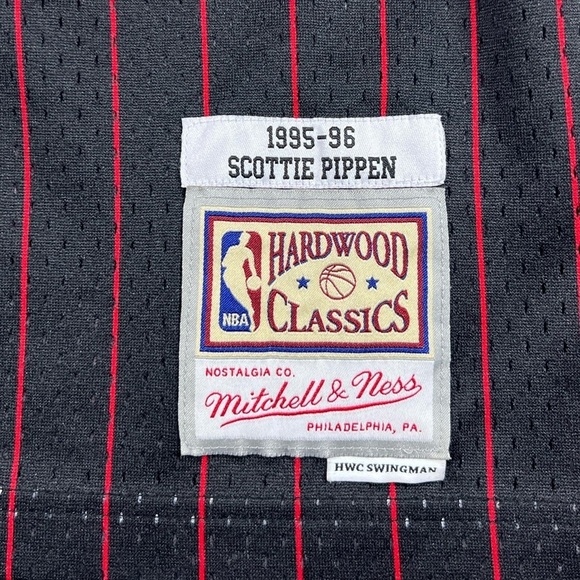 1995-96
SCOTTIE PIPPEN
HARDWOOD
CLASSICS
NBA
NOSTALGIA CO.
Mitchell & Ness
PHILADELPHIA, PA.
HWC SWINGMAN